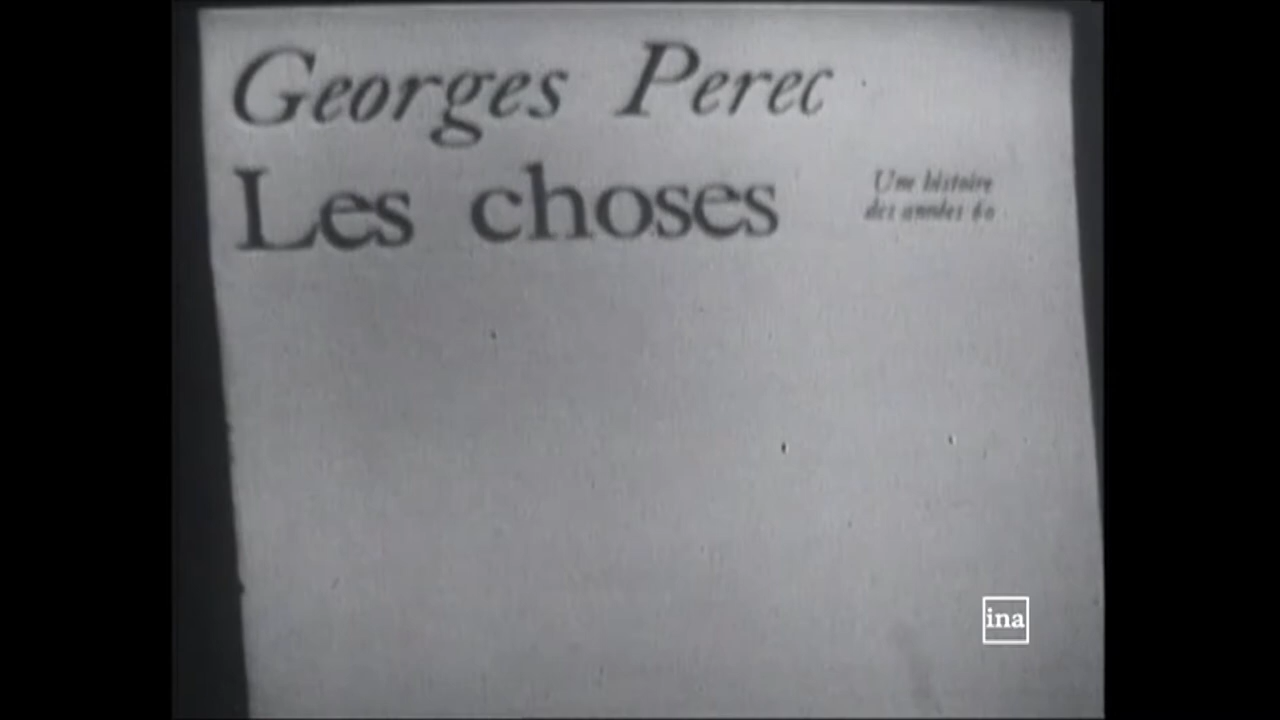 Georges Perec
Les choses
Une histoire
des années 60
ina